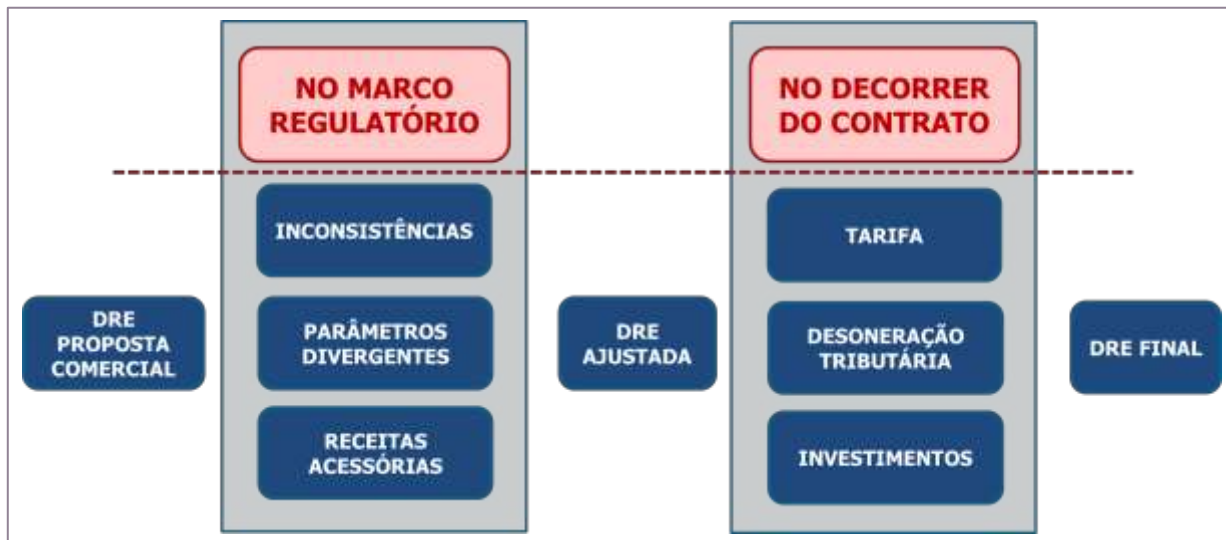 NO MARCO
REGULATÓRIO
NO DECORRER
DO CONTRATO
INCONSISTÊNCIAS
TARIFA
DRE
PROPOSTA
COMERCIAL
PARÂMETROS
DIVERGENTES
DRE
AJUSTADA
DESONERAÇÃO
TRIBUTÁRIA
DRE FINAL
RECEITAS
ACESSÓRIAS
INVESTIMENTOS